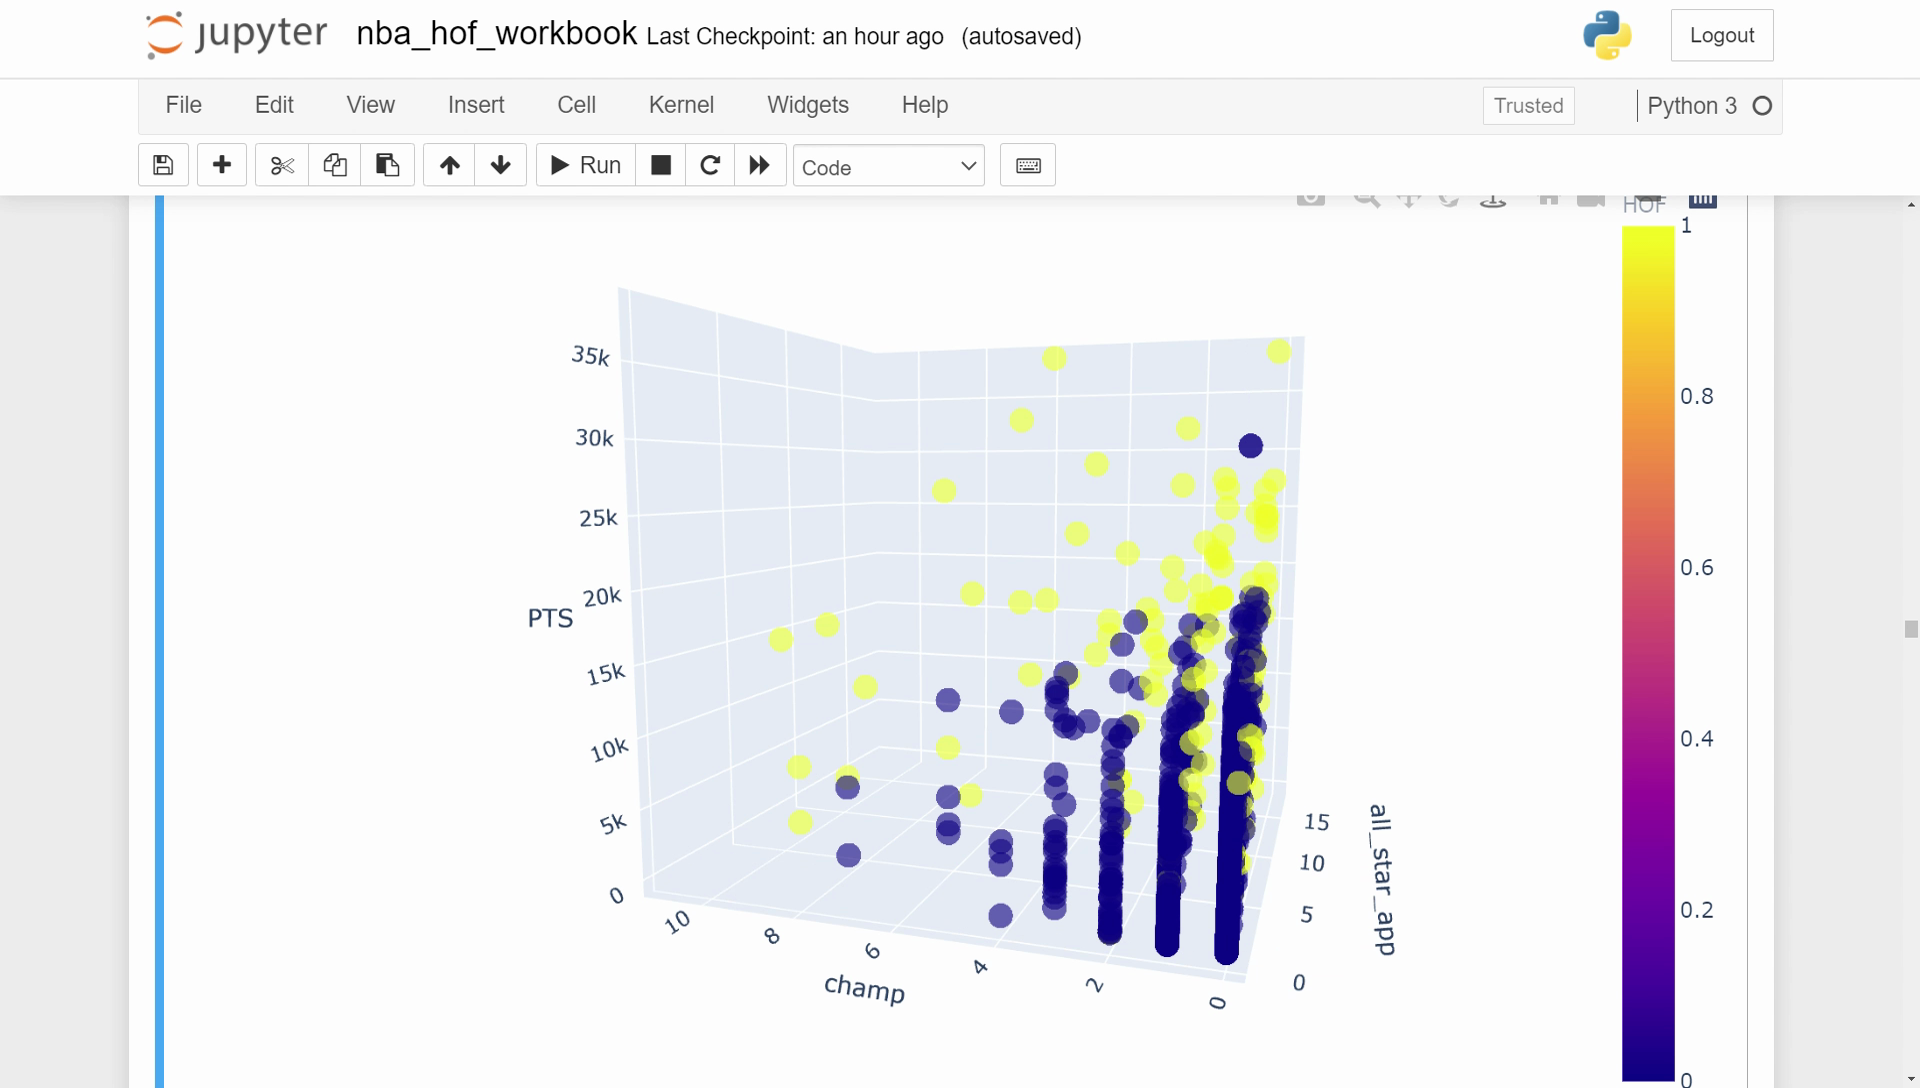 jupyter nba_hof_workbook Last Checkpoint: an hour ago (autosaved) Logout
File Edit View Insert Cell Kernel Widgets Help Trusted Python 3
Run Code
HOF
1
0.8
0.6
0.4
0.2
0
35k
30k
25k
20k
15k
10k
5k
0
PTS
10
8
6
4
2
0
champ
15
10
5
0
all_star_app